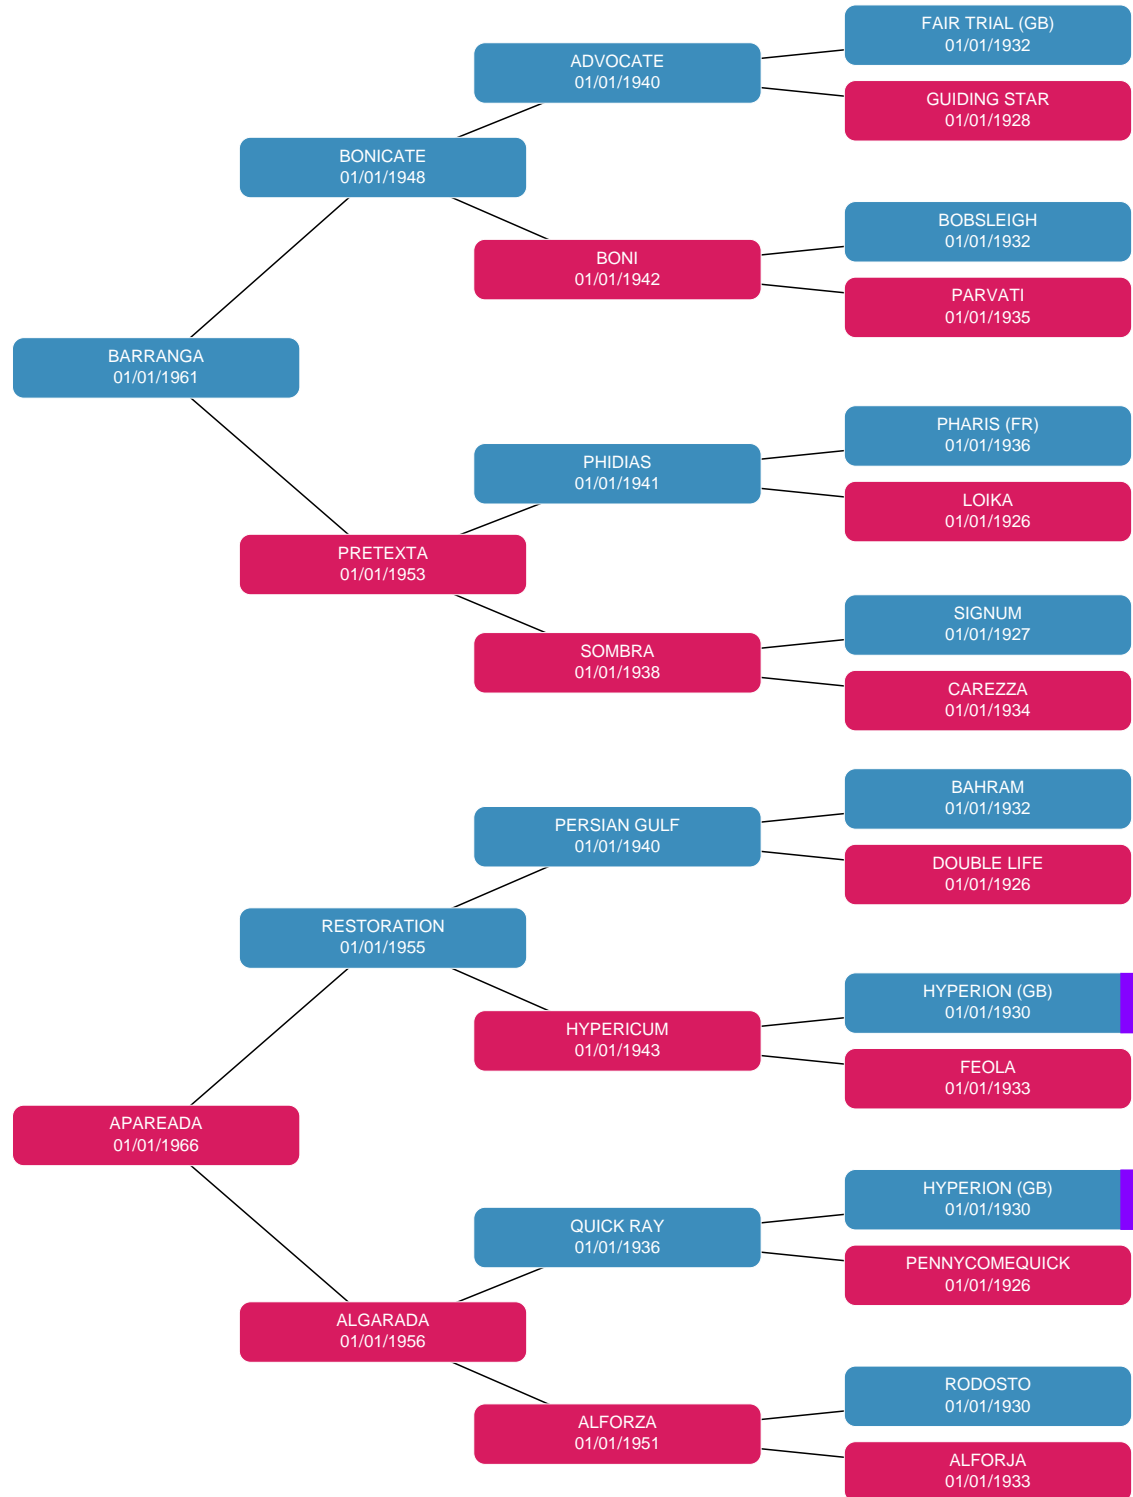 FAIR TRIAL (GB)
01/01/1932
ADVOCATE
01/01/1940
GUIDING STAR
01/01/1928
BONICATE
01/01/1948
BOBSLEIGH
01/01/1932
BONI
01/01/1942
PARVATI
01/01/1935
BARRANGA
01/01/1961
PHARIS (FR)
01/01/1936
PHIDIAS
01/01/1941
LOIKA
01/01/1926
PRETEXTA
01/01/1953
SIGNUM
01/01/1927
SOMBRA
01/01/1938
CAREZZA
01/01/1934
BAHRAM
01/01/1932
PERSIAN GULF
01/01/1940
DOUBLE LIFE
01/01/1926
RESTORATION
01/01/1955
HYPERION (GB)
01/01/1930
HYPERICUM
01/01/1943
FEOLA
01/01/1933
APAREADA
01/01/1966
HYPERION (GB)
01/01/1930
QUICK RAY
01/01/1936
PENNYCOMEQUICK
01/01/1926
ALGARADA
01/01/1956
RODOSTO
01/01/1930
ALFORZA
01/01/1951
ALFORJA
01/01/1933